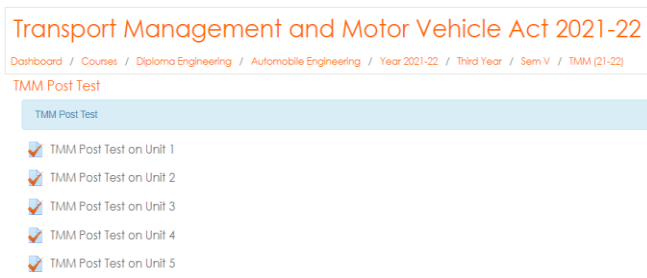 Transport Management and Motor Vehicle Act 2021-22
Dashboard / Courses / Diploma Engineering / Automobile Engineering / Year 2021-22 / Third Year / Sem V / TMM (21-22)
TMM Post Test
TMM Post Test
TMM Post Test on Unit 1
TMM Post Test on Unit 2
TMM Post Test on Unit 3
TMM Post Test on Unit 4
TMM Post Test on Unit 5